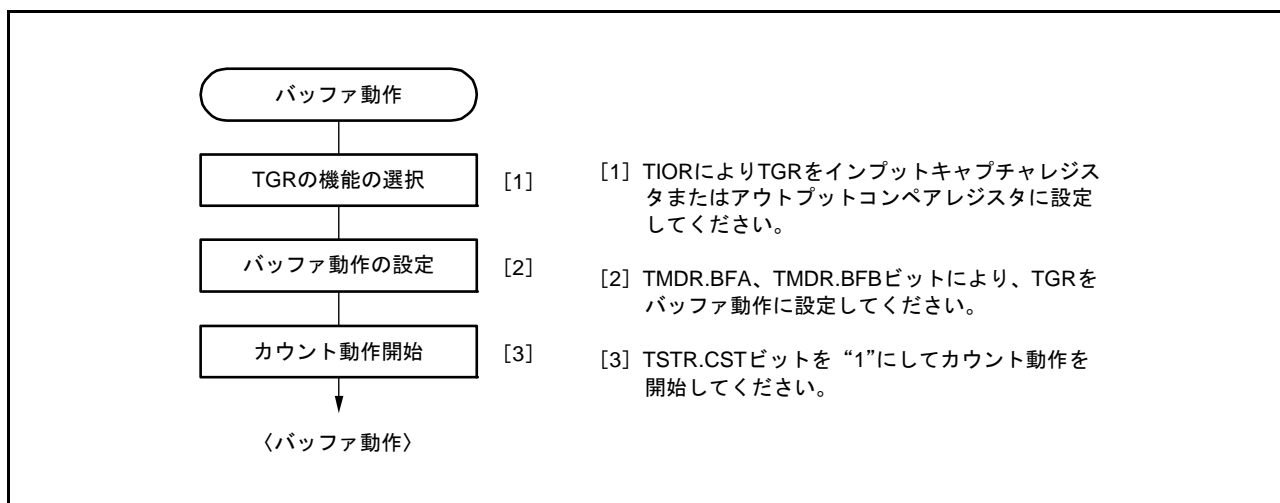 バッファ動作
TGRの機能の選択 [1]
バッファ動作の設定 [2]
カウント動作開始 [3]
〈バッファ動作〉
[1] TIORによりTGRをインプットキャプチャレジス
タまたはアウトプットコンペアレジスタに設定
してください。
[2] TMDR.BFA、TMDR.BFBビットにより、TGRを
バッファ動作に設定してください。
[3] TSTR.CSTビットを“1”にしてカウント動作を
開始してください。